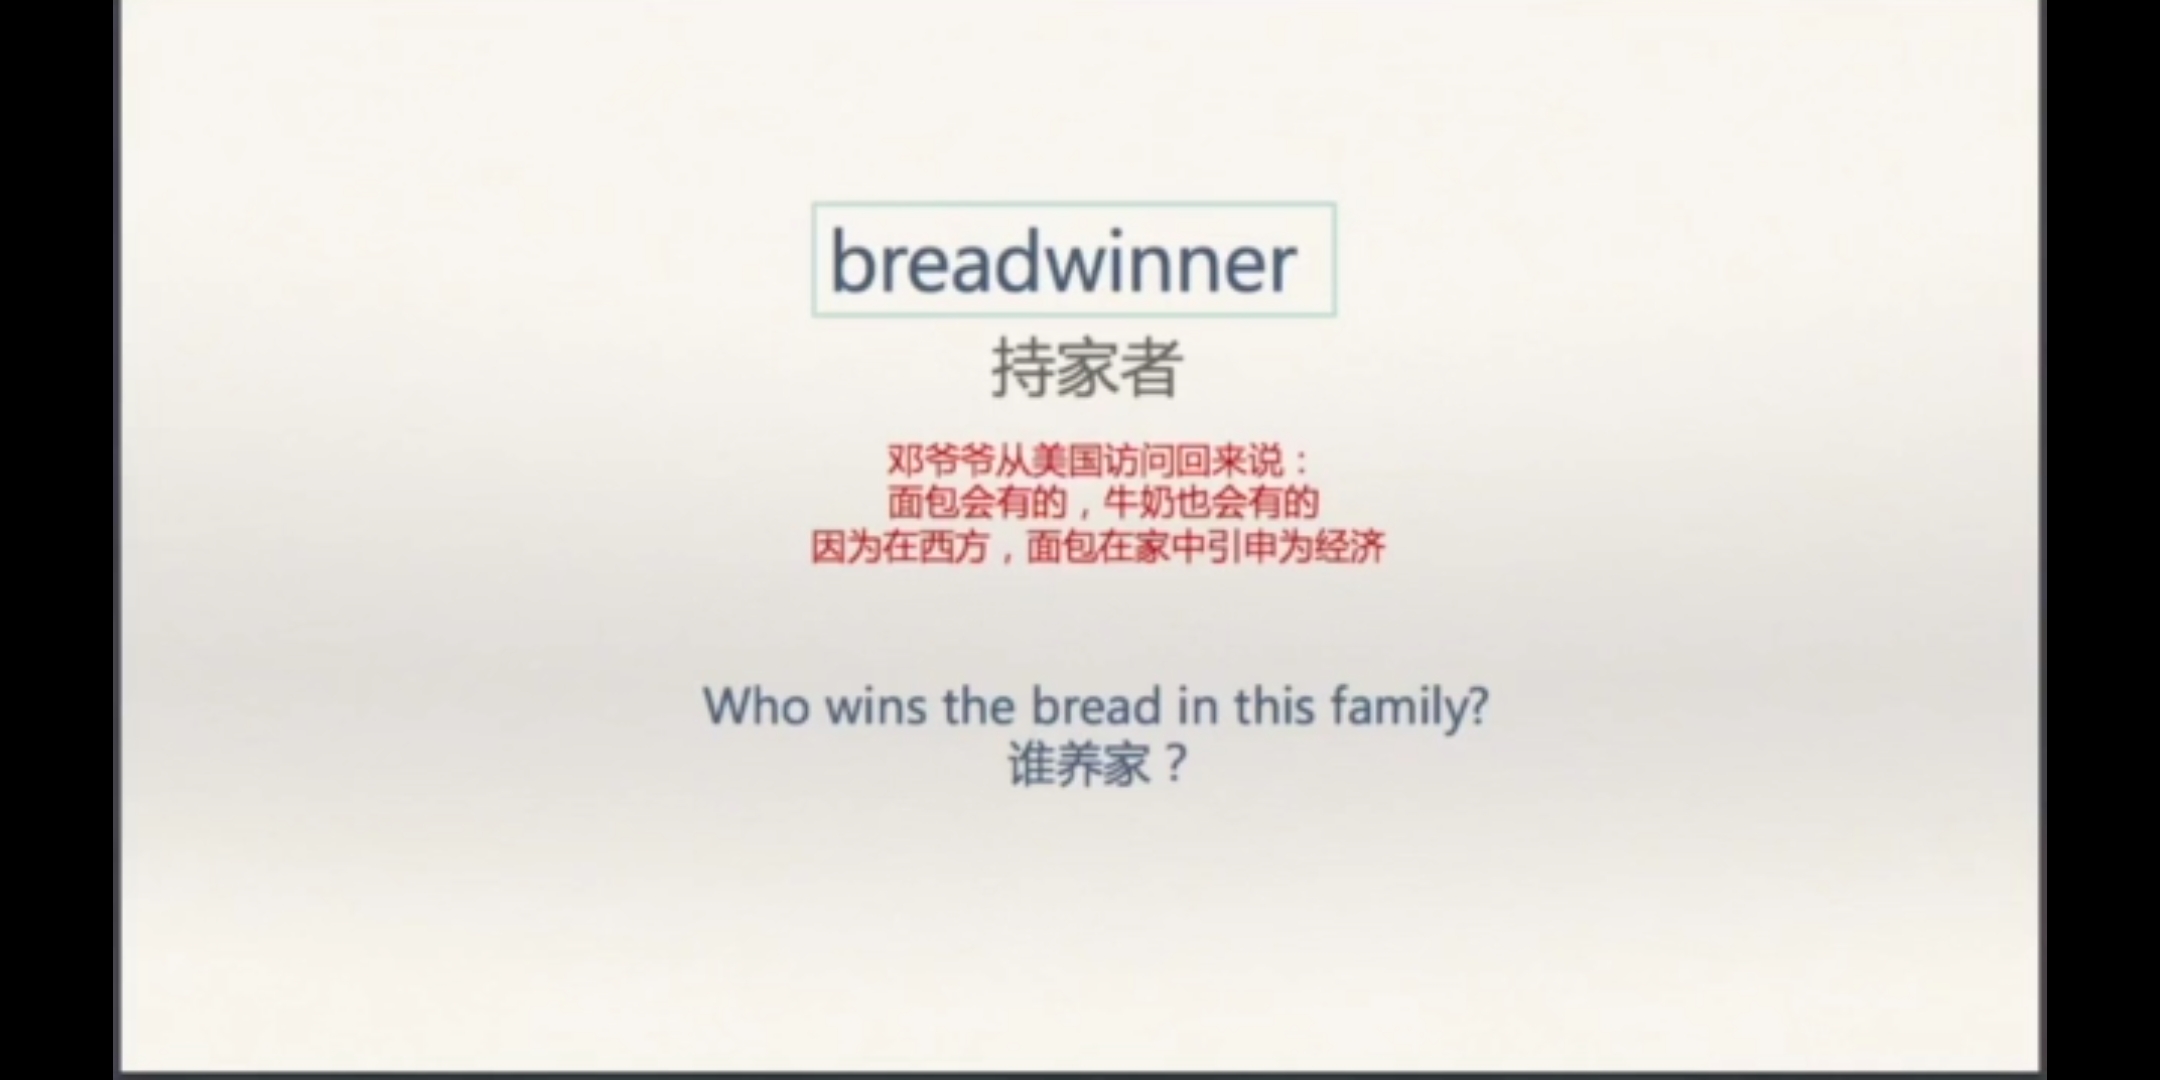 breadwinner
持家者
邓爷爷从美国访问回来说：
面包会有的，牛奶也会有的
因为在西方，面包在家中引申为经济
Who wins the bread in this family?
谁养家？